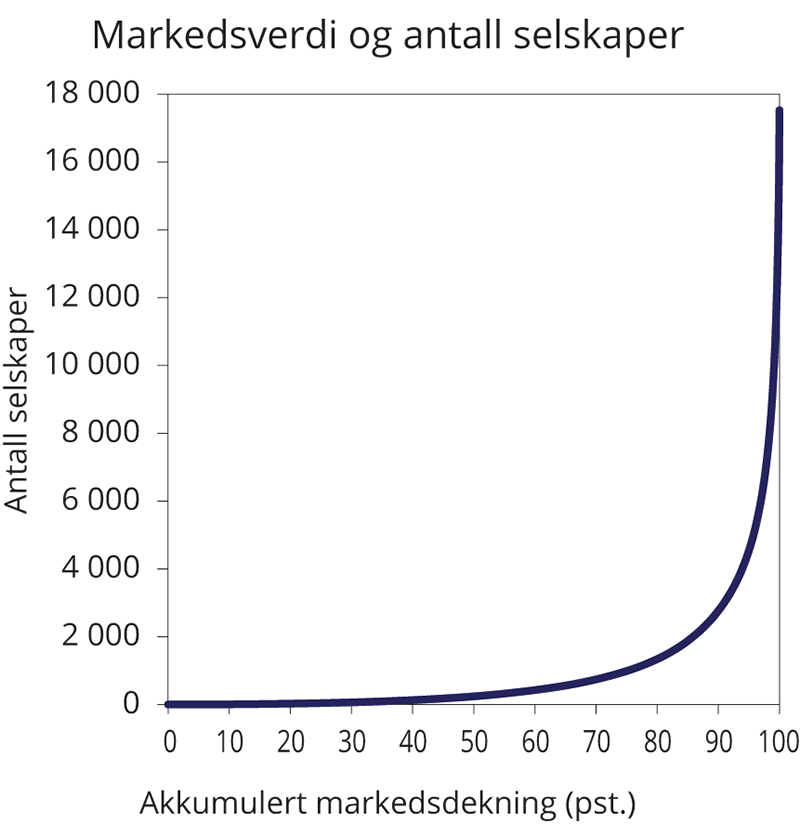 Markedsverdi og antall selskaper
18 000
16 000
14 000
12 000
10 000
8 000
6 000
4 000
2 000
0
Antall selskaper
0 10 20 30 40 50 60 70 80 90 100
Akkumulert markedsdekning (pst.)